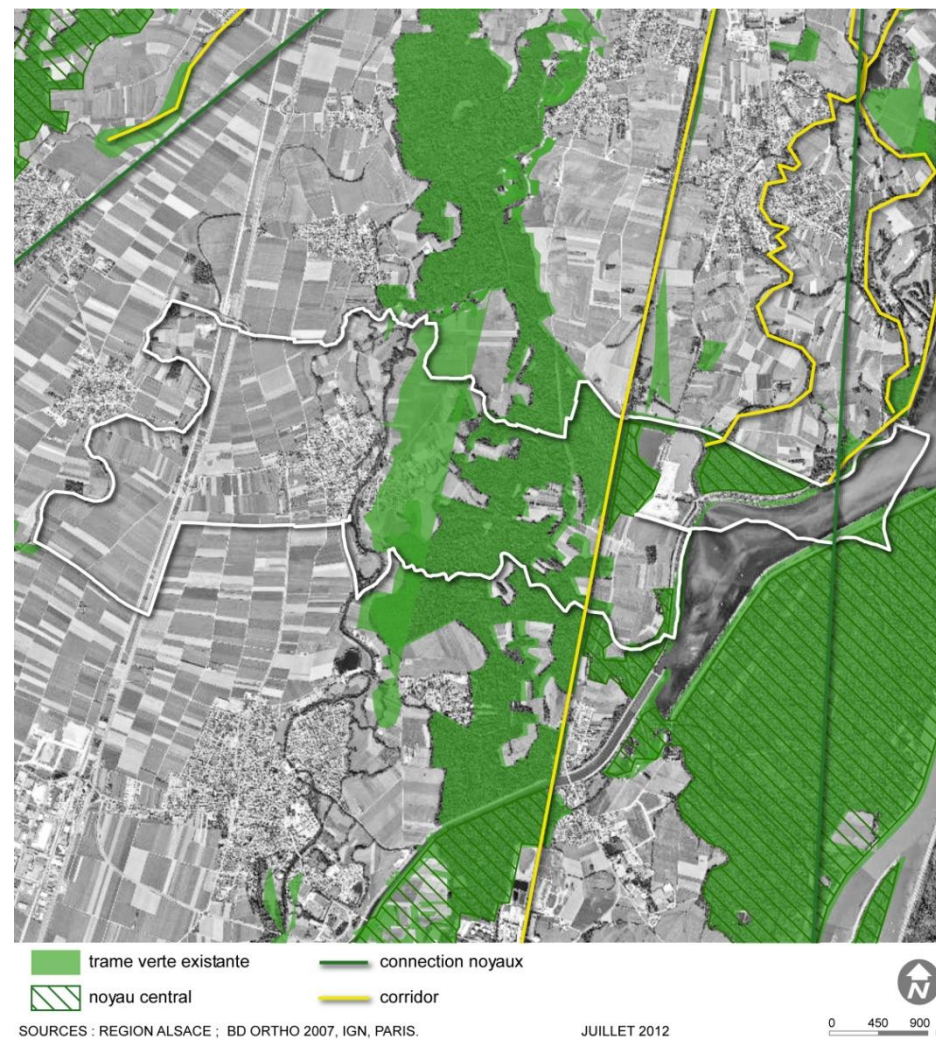 trame verte existante
connection noyaux
noyau central
corridor
N
SOURCES : REGION ALSACE ; BD ORTHO 2007, IGN, PARIS.
JUILLET 2012
0 450 900